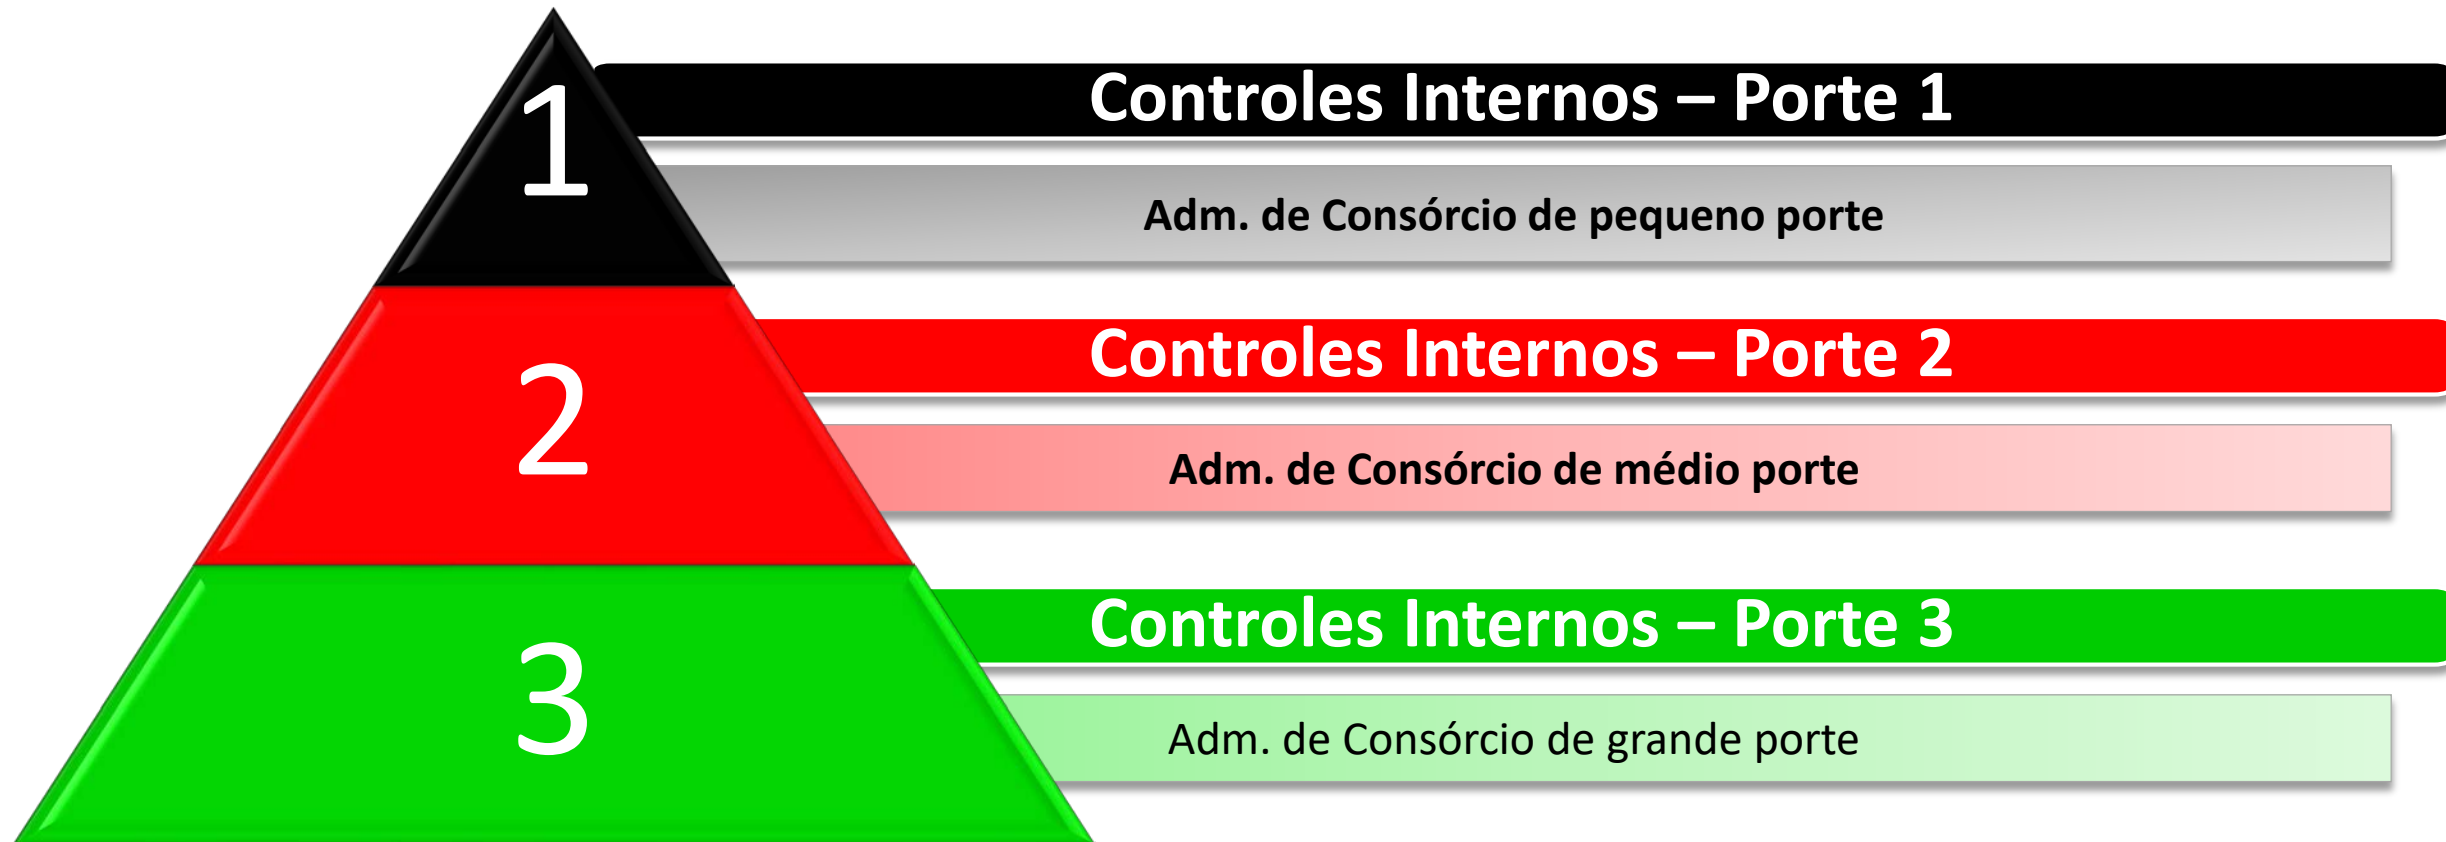 1
Controles Internos – Porte 1
Adm. de Consórcio de pequeno porte
2
Controles Internos – Porte 2
Adm. de Consórcio de médio porte
3
Controles Internos – Porte 3
Adm. de Consórcio de grande porte